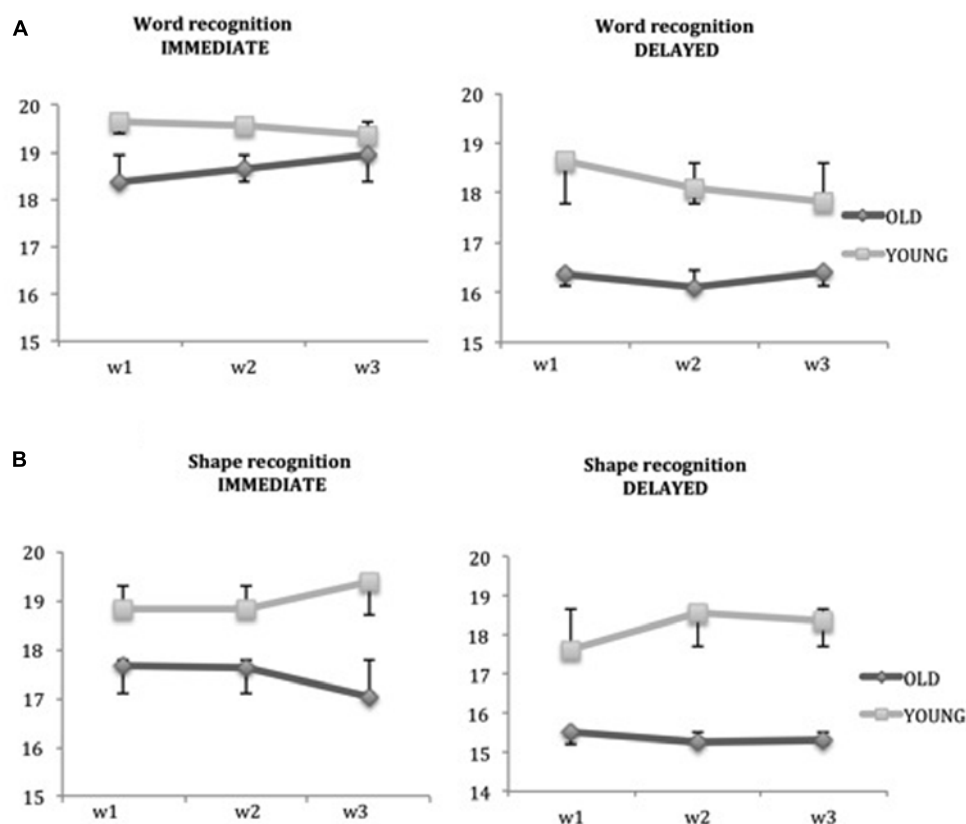 A
Word recognition
IMMEDIATE
20
19
18
17
16
15
w1 w2 w3
Word recognition
DELAYED
20
19
18
17
16
15
w1 w2 w3
OLD
YOUNG
B
Shape recognition
IMMEDIATE
20
19
18
17
16
15
w1 w2 w3
Shape recognition
DELAYED
20
19
18
17
16
15
14
w1 w2 w3
OLD
YOUNG